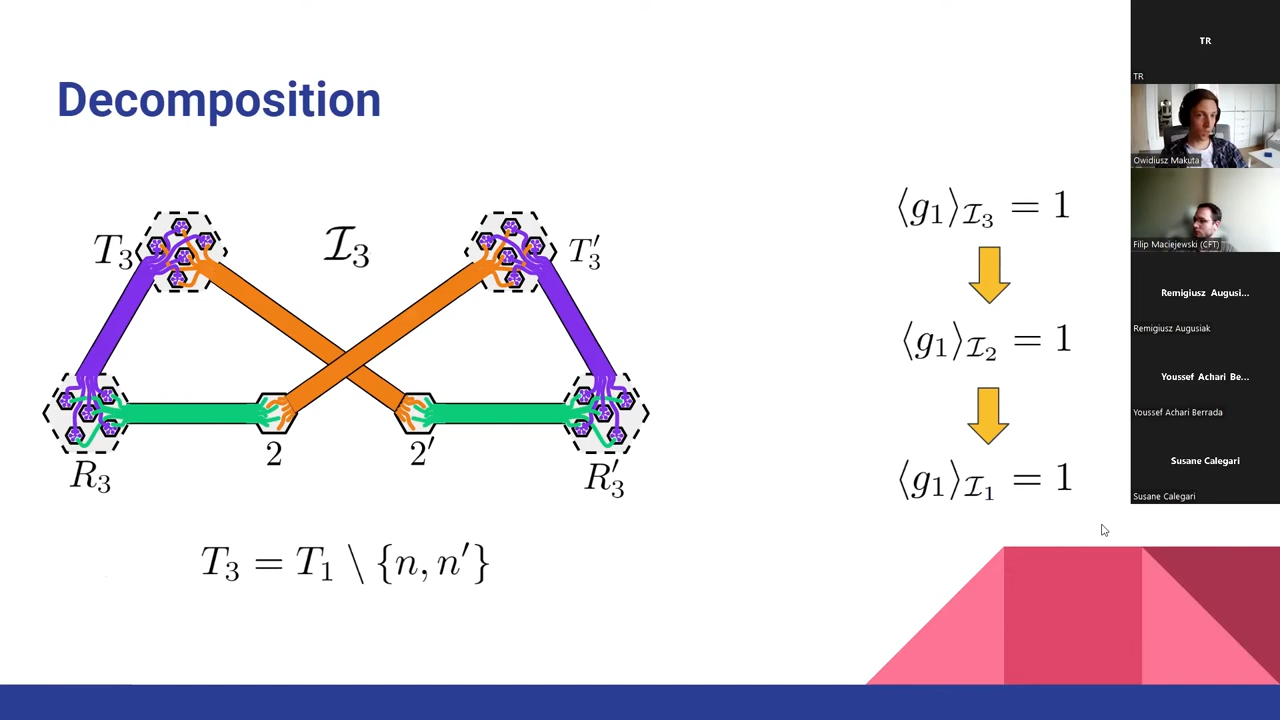 Decomposition
T₃
𝓘₃
T₃′
R₃
2
2′
R₃′
T₃ = T₁ \ {n, n′}
⟨g₁⟩𝓘₃ = 1
⟨g₁⟩𝓘₂ = 1
⟨g₁⟩𝓘₁ = 1
TR
TR
Owidiusz Makuta
Filip Maciejewski (CFT)
Remigiusz Augusi...
Remigiusz Augusiak
Youssef Achari Be...
Youssef Achari Berrada
Susane Calegari
Susane Calegari